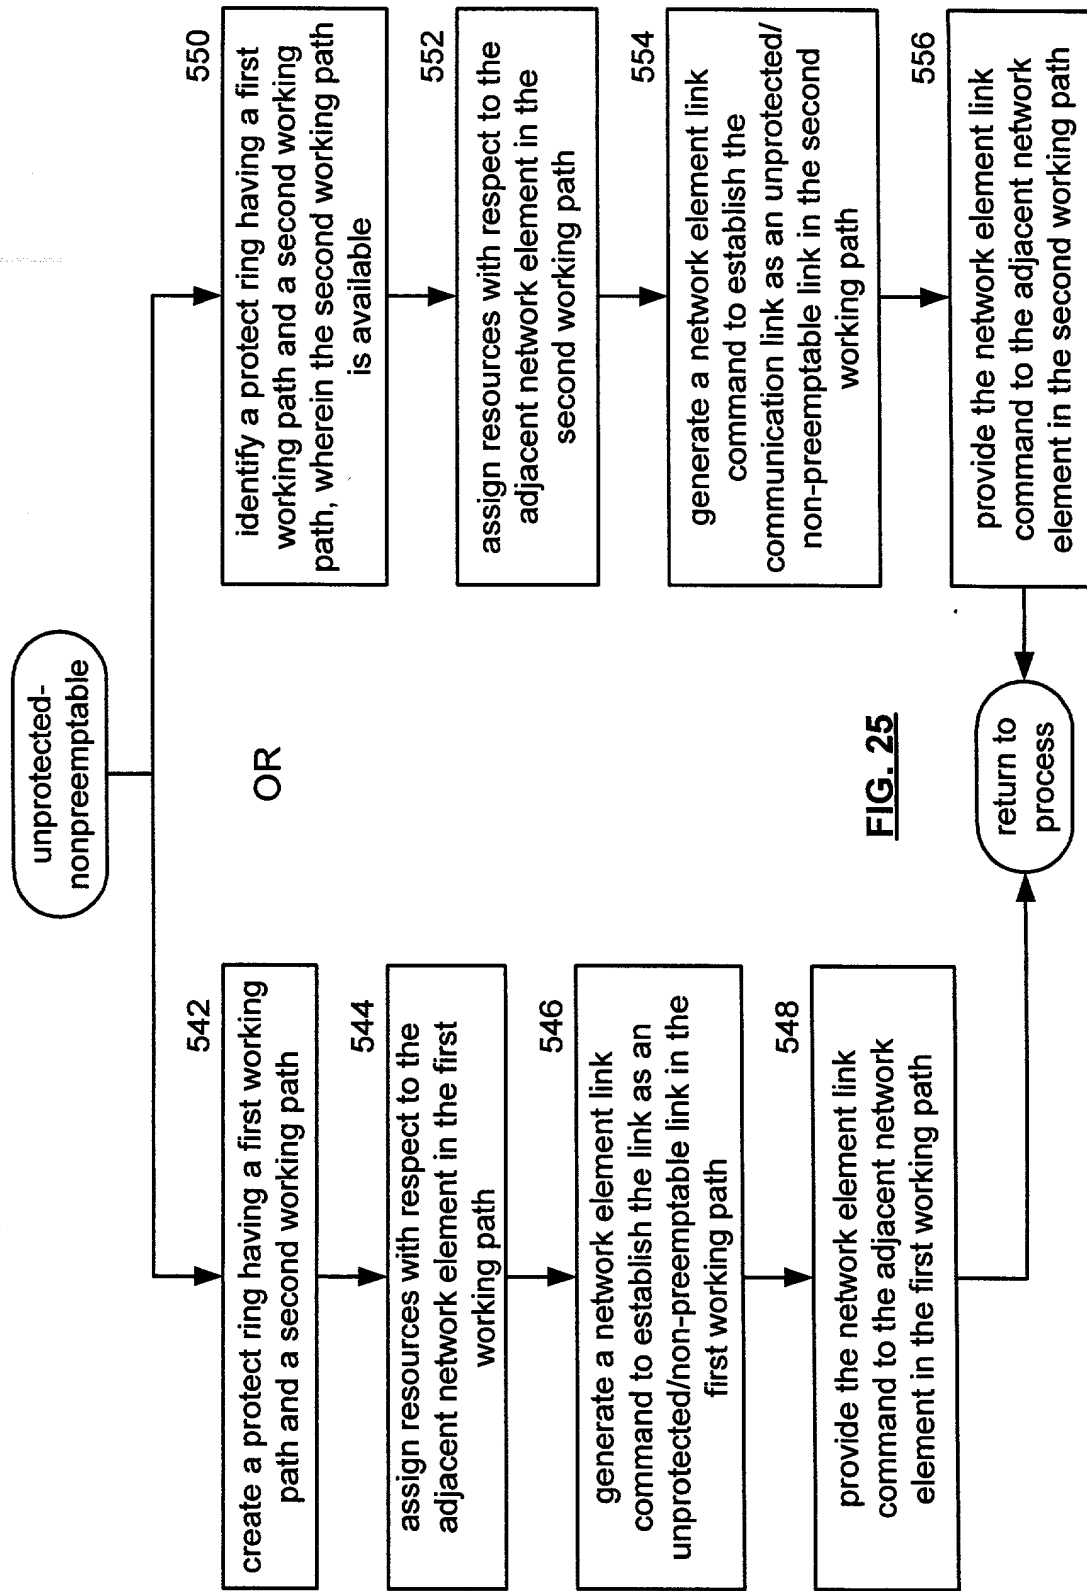 unprotected-
nonpreemptable
OR
542
create a protect ring having a first working
path and a second working path
544
assign resources with respect to the
adjacent network element in the first
working path
546
generate a network element link
command to establish the link as an
unprotected/non-preemptable link in the
first working path
548
provide the network element link
command to the adjacent network
element in the first working path
550
identify a protect ring having a first
working path and a second working
path, wherein the second working path
is available
552
assign resources with respect to the
adjacent network element in the
second working path
554
generate a network element link
command to establish the
communication link as an unprotected/
non-preemptable link in the second
working path
556
provide the network element link
command to the adjacent network
element in the second working path
return to
process
FIG. 25